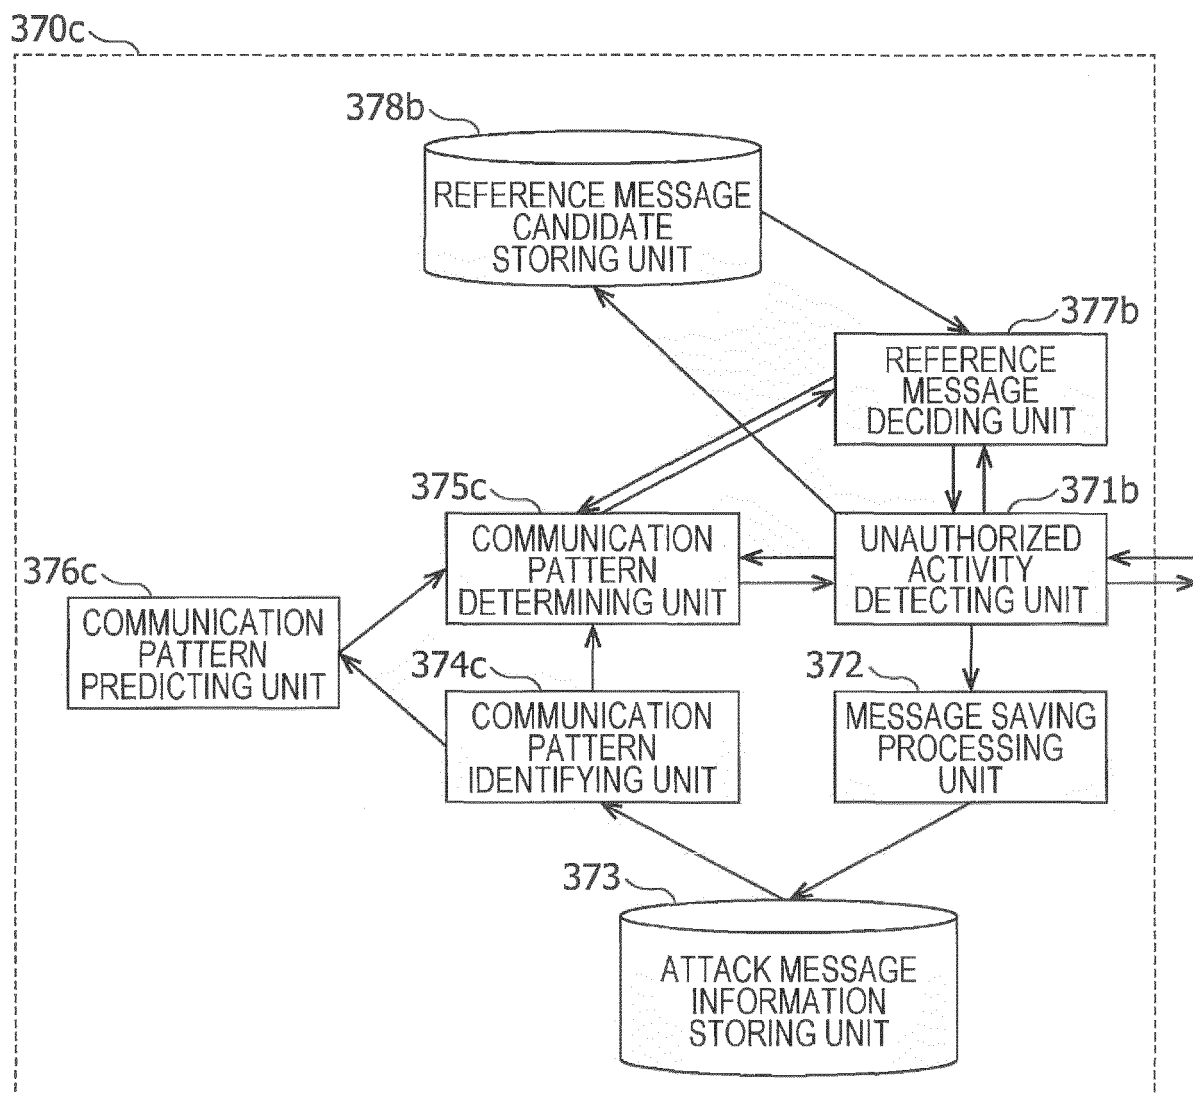 370c
378b
REFERENCE MESSAGE
CANDIDATE
STORING UNIT
377b
REFERENCE
MESSAGE
DECIDING UNIT
375c
COMMUNICATION
PATTERN
DETERMINING UNIT
371b
UNAUTHORIZED
ACTIVITY
DETECTING UNIT
376c
COMMUNICATION
PATTERN
PREDICTING UNIT
374c
COMMUNICATION
PATTERN
IDENTIFYING UNIT
372
MESSAGE SAVING
PROCESSING
UNIT
373
ATTACK MESSAGE
INFORMATION
STORING UNIT